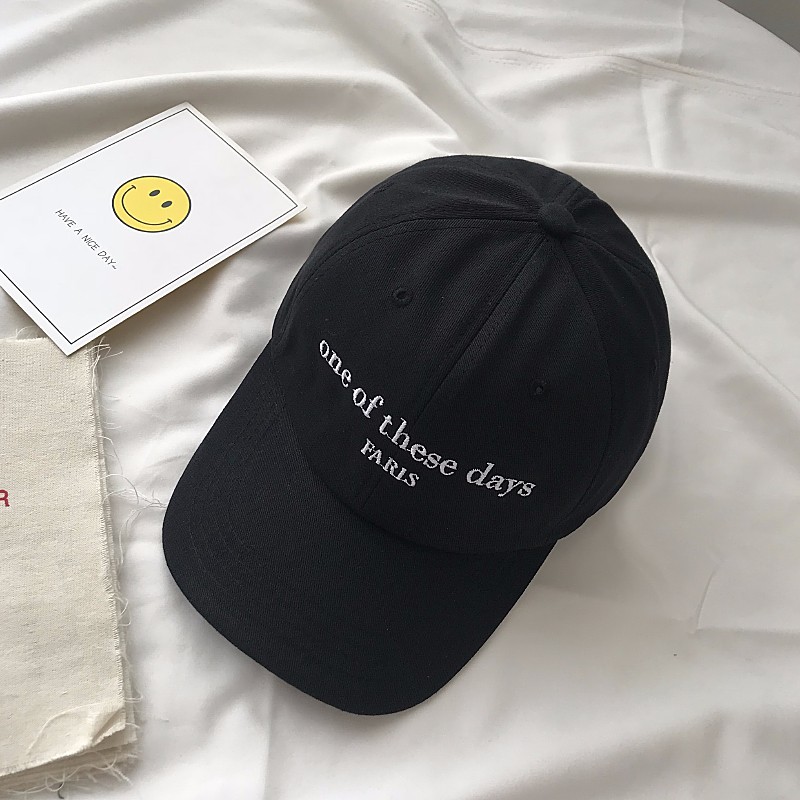 HAVE A NICE DAY~
one of these days
PARIS
R